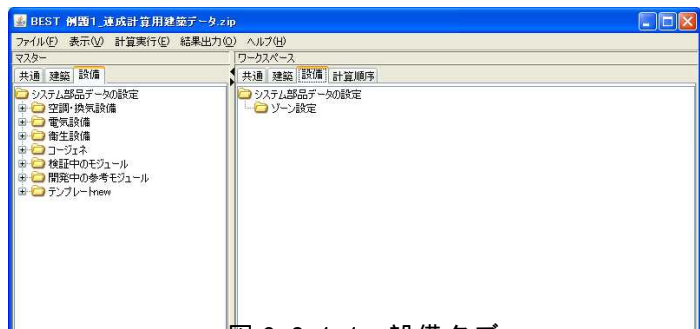 BEST 例題1_連成計算用建築データ.zip
ファイル(F) 表示(V) 計算実行(E) 結果出力(O) ヘルプ(H)
マスター
共通 建築 設備
システム部品データの設定
空調・換気設備
電気設備
衛生設備
コージェネ
検証中のモジュール
開発中の参考モジュール
テンプレートnew
ワークスペース
共通 建築 設備 計算順序
システム部品データの設定
ゾーン設定